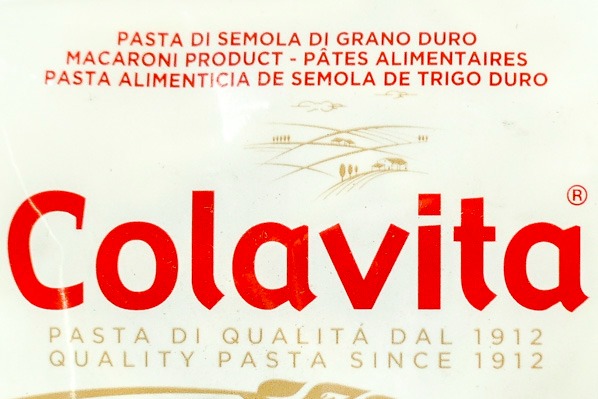 PASTA DI SEMOLA DI GRANO DURO
MACARONI PRODUCT - PÂTES ALIMENTAIRES
PASTA ALIMENTICIA DE SEMOLA DE TRIGO DURO
Colavita®
PASTA DI QUALITÁ DAL 1912
QUALITY PASTA SINCE 1912